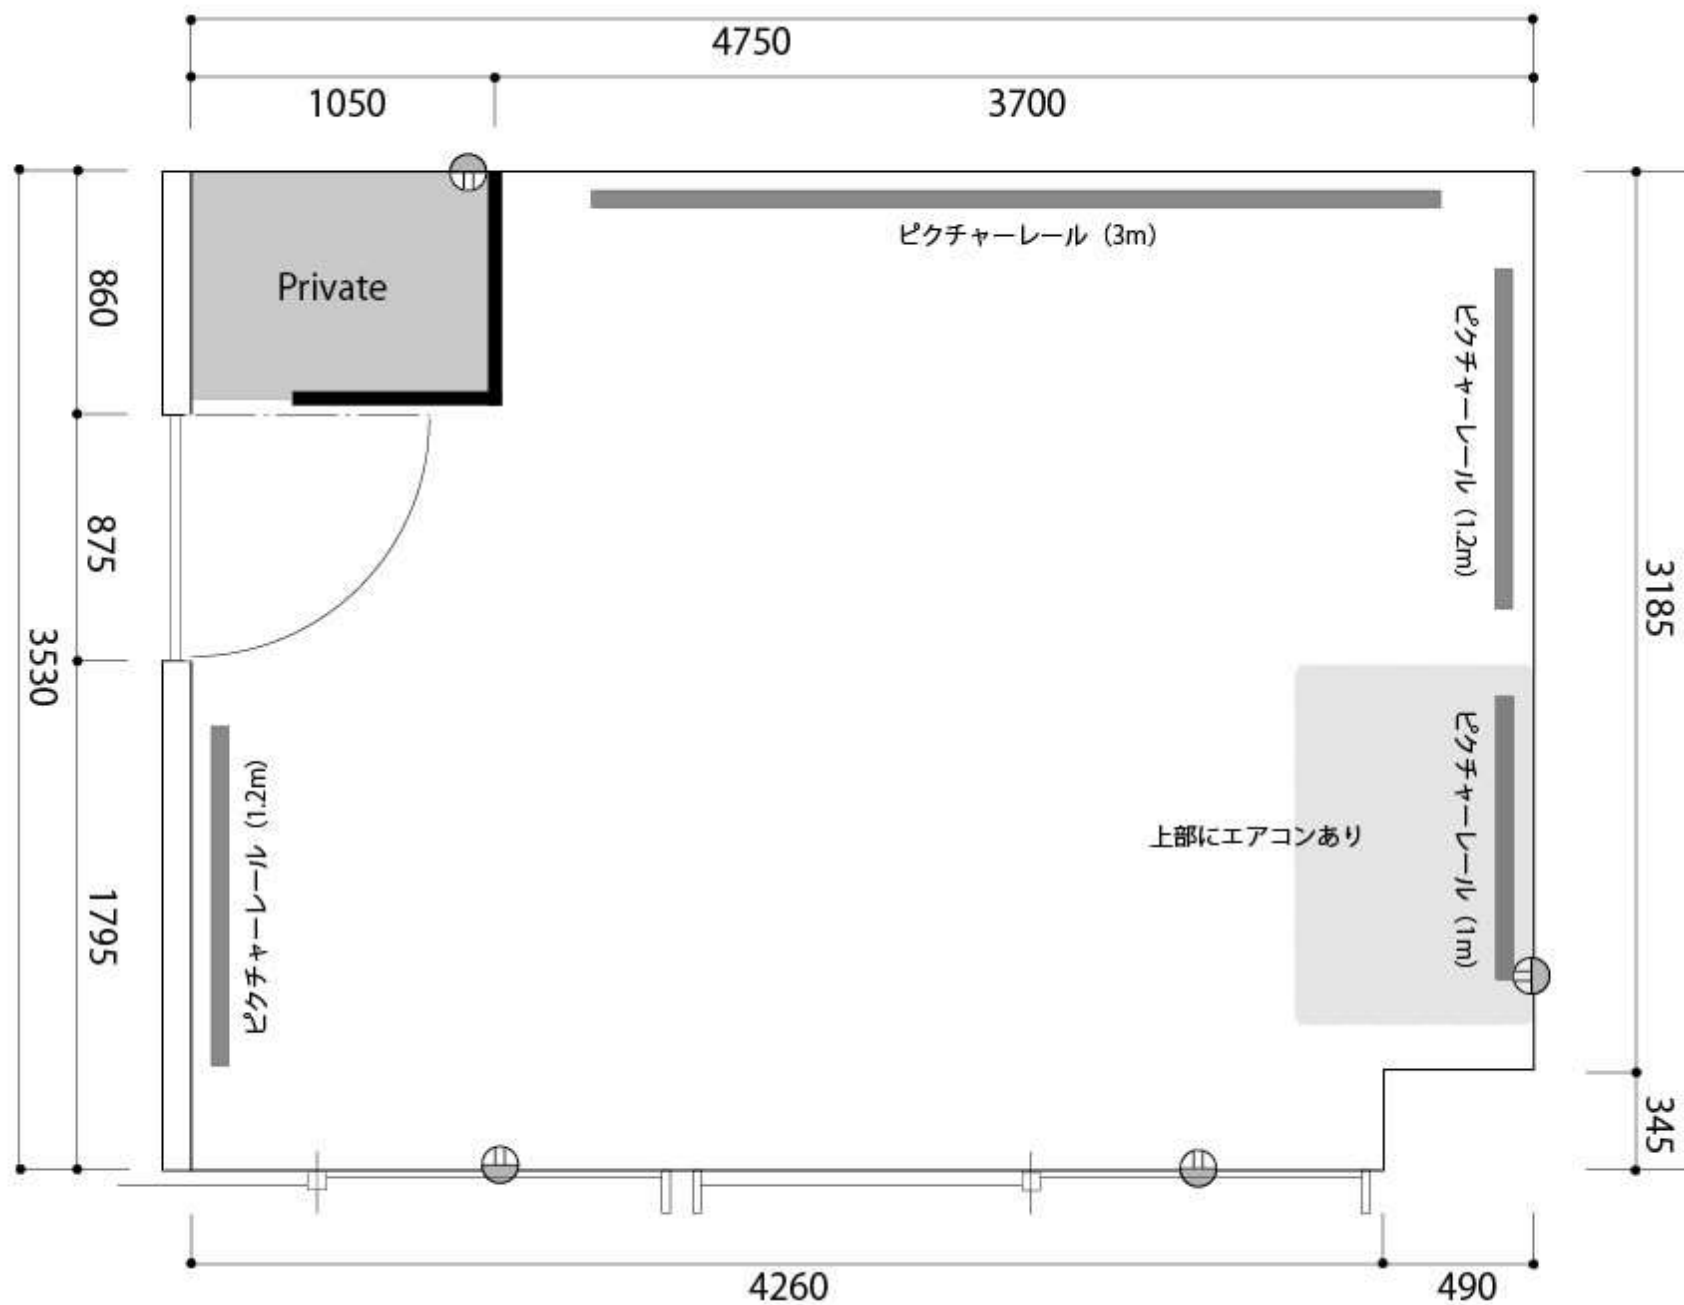 4750
1050
3700
860
875
3530
1795
Private
ピクチャーレール（3m）
ピクチャーレール（1.2m）
3185
ピクチャーレール（1m）
上部にエアコンあり
ピクチャーレール（1.2m）
345
4260
490